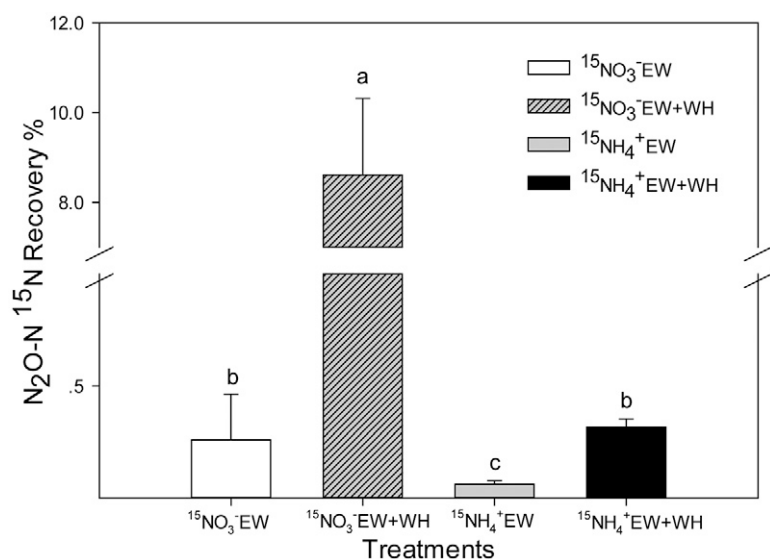 12.0
10.0
8.0
.5
N₂O-N ¹⁵N Recovery %
b
a
c
b
¹⁵NO₃⁻EW
¹⁵NO₃⁻EW+WH
¹⁵NH₄⁺EW
¹⁵NH₄⁺EW+WH
¹⁵NO₃⁻EW
¹⁵NO₃⁻EW+WH
¹⁵NH₄⁺EW
¹⁵NH₄⁺EW+WH
Treatments